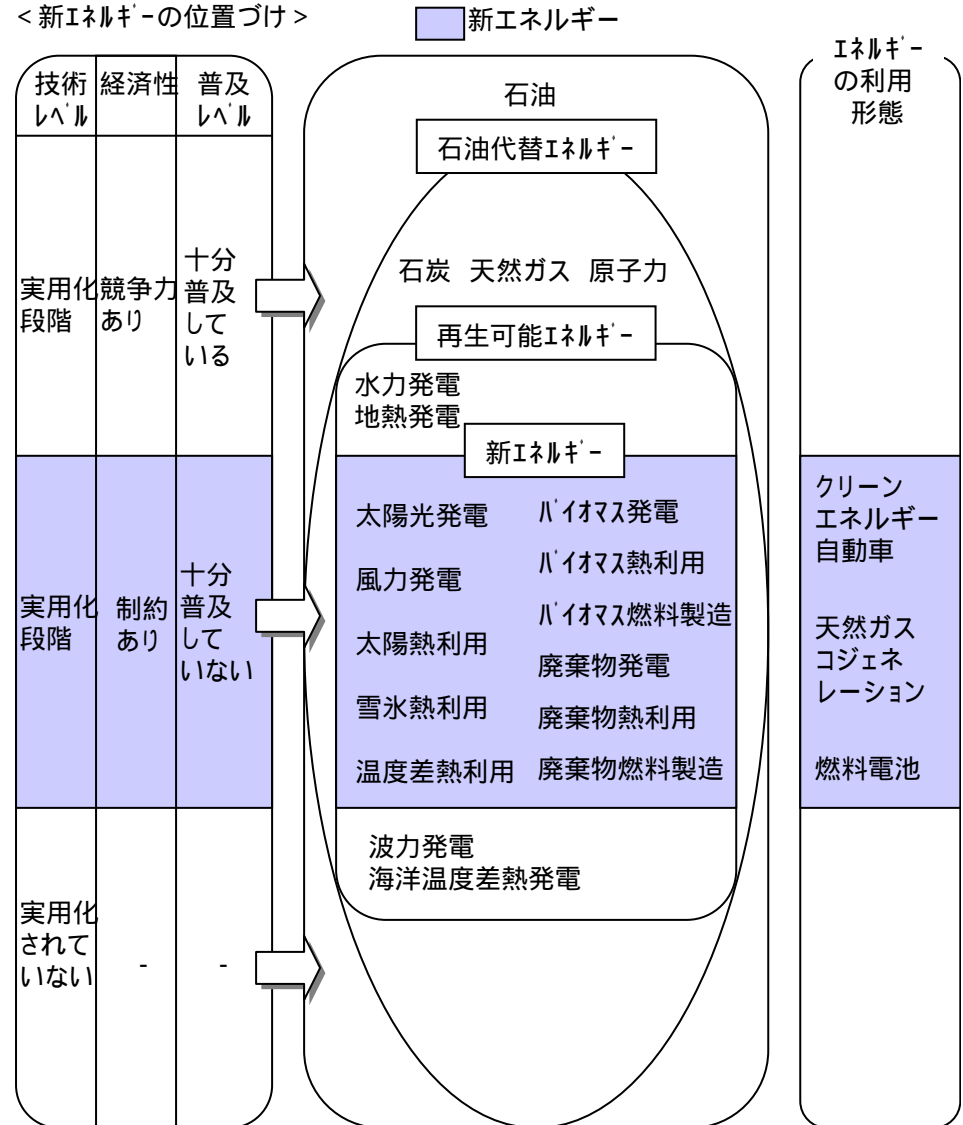 <新ｴﾈﾙｷﾞｰの位置づけ>
新エネルギー
技術
ﾚﾍﾞﾙ
経済性
普及
ﾚﾍﾞﾙ
実用化
段階
競争力
あり
十分
普及
して
いる
実用化
段階
制約
あり
十分
普及
して
いない
実用化
されて
いない
-
-
石油
石油代替ｴﾈﾙｷﾞｰ
石炭 天然ガス 原子力
再生可能ｴﾈﾙｷﾞｰ
水力発電
地熱発電
新ｴﾈﾙｷﾞｰ
太陽光発電
風力発電
太陽熱利用
雪氷熱利用
温度差熱利用
ﾊﾞｲｵﾏｽ発電
ﾊﾞｲｵﾏｽ熱利用
ﾊﾞｲｵﾏｽ燃料製造
廃棄物発電
廃棄物熱利用
廃棄物燃料製造
波力発電
海洋温度差熱発電
ｴﾈﾙｷﾞｰ
の利用
形態
クリーン
エネルギー
自動車
天然ガス
コジェネ
レーション
燃料電池